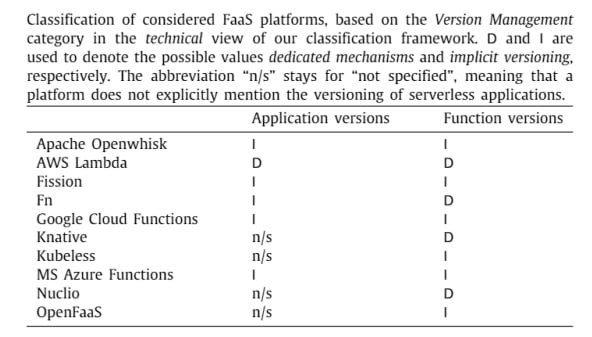 Classification of considered FaaS platforms, based on the Version Management
category in the technical view of our classification framework. D and I are
used to denote the possible values dedicated mechanisms and implicit versioning,
respectively. The abbreviation “n/s” stays for “not specified”, meaning that a
platform does not explicitly mention the versioning of serverless applications.
Application versions Function versions
Apache Openwhisk I I
AWS Lambda D D
Fission I I
Fn I D
Google Cloud Functions I I
Knative n/s D
Kubeless n/s I
MS Azure Functions I I
Nuclio n/s D
OpenFaaS n/s I